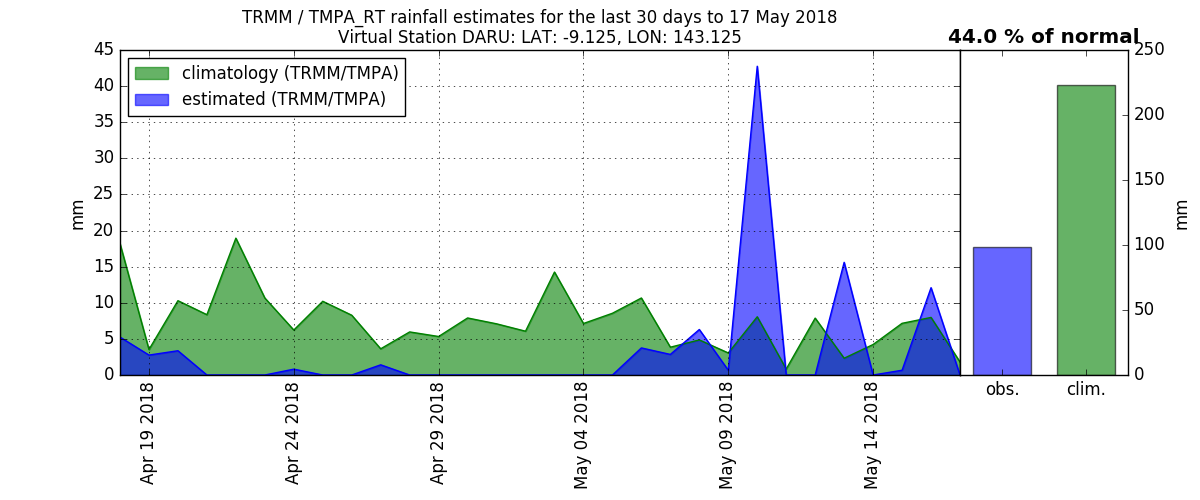 TRMM / TMPA_RT rainfall estimates for the last 30 days to 17 May 2018
Virtual Station DARU: LAT: -9.125, LON: 143.125
44.0 % of normal
climatology (TRMM/TMPA)
estimated (TRMM/TMPA)
45
40
35
30
25
20
15
10
5
0
mm
Apr 19 2018
Apr 24 2018
Apr 29 2018
May 04 2018
May 09 2018
May 14 2018
obs.
clim.
250
200
150
100
50
0
mm